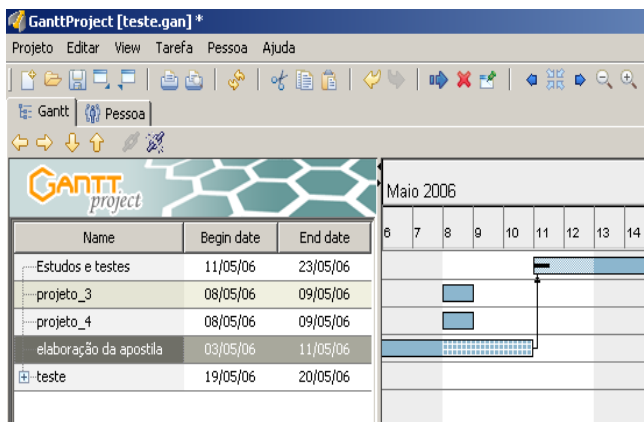 GanttProject [teste.gan] *
Projeto Editar View Tarefa Pessoa Ajuda
Gantt Pessoa
GANTT project
Maio 2006
6 7 8 9 10 11 12 13 14
Name Begin date End date
Estudos e testes 11/05/06 23/05/06
projeto_3 08/05/06 09/05/06
projeto_4 08/05/06 09/05/06
elaboração da apostila 03/05/06 11/05/06
teste 19/05/06 20/05/06